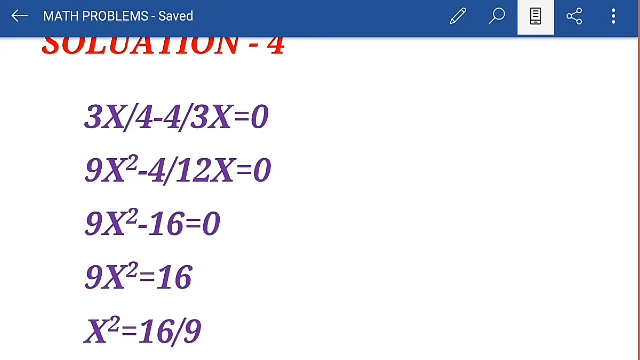 MATH PROBLEMS - Saved
SOLUATION - 4
3X/4-4/3X=0
9X²-4/12X=0
9X²-16=0
9X²=16
X²=16/9